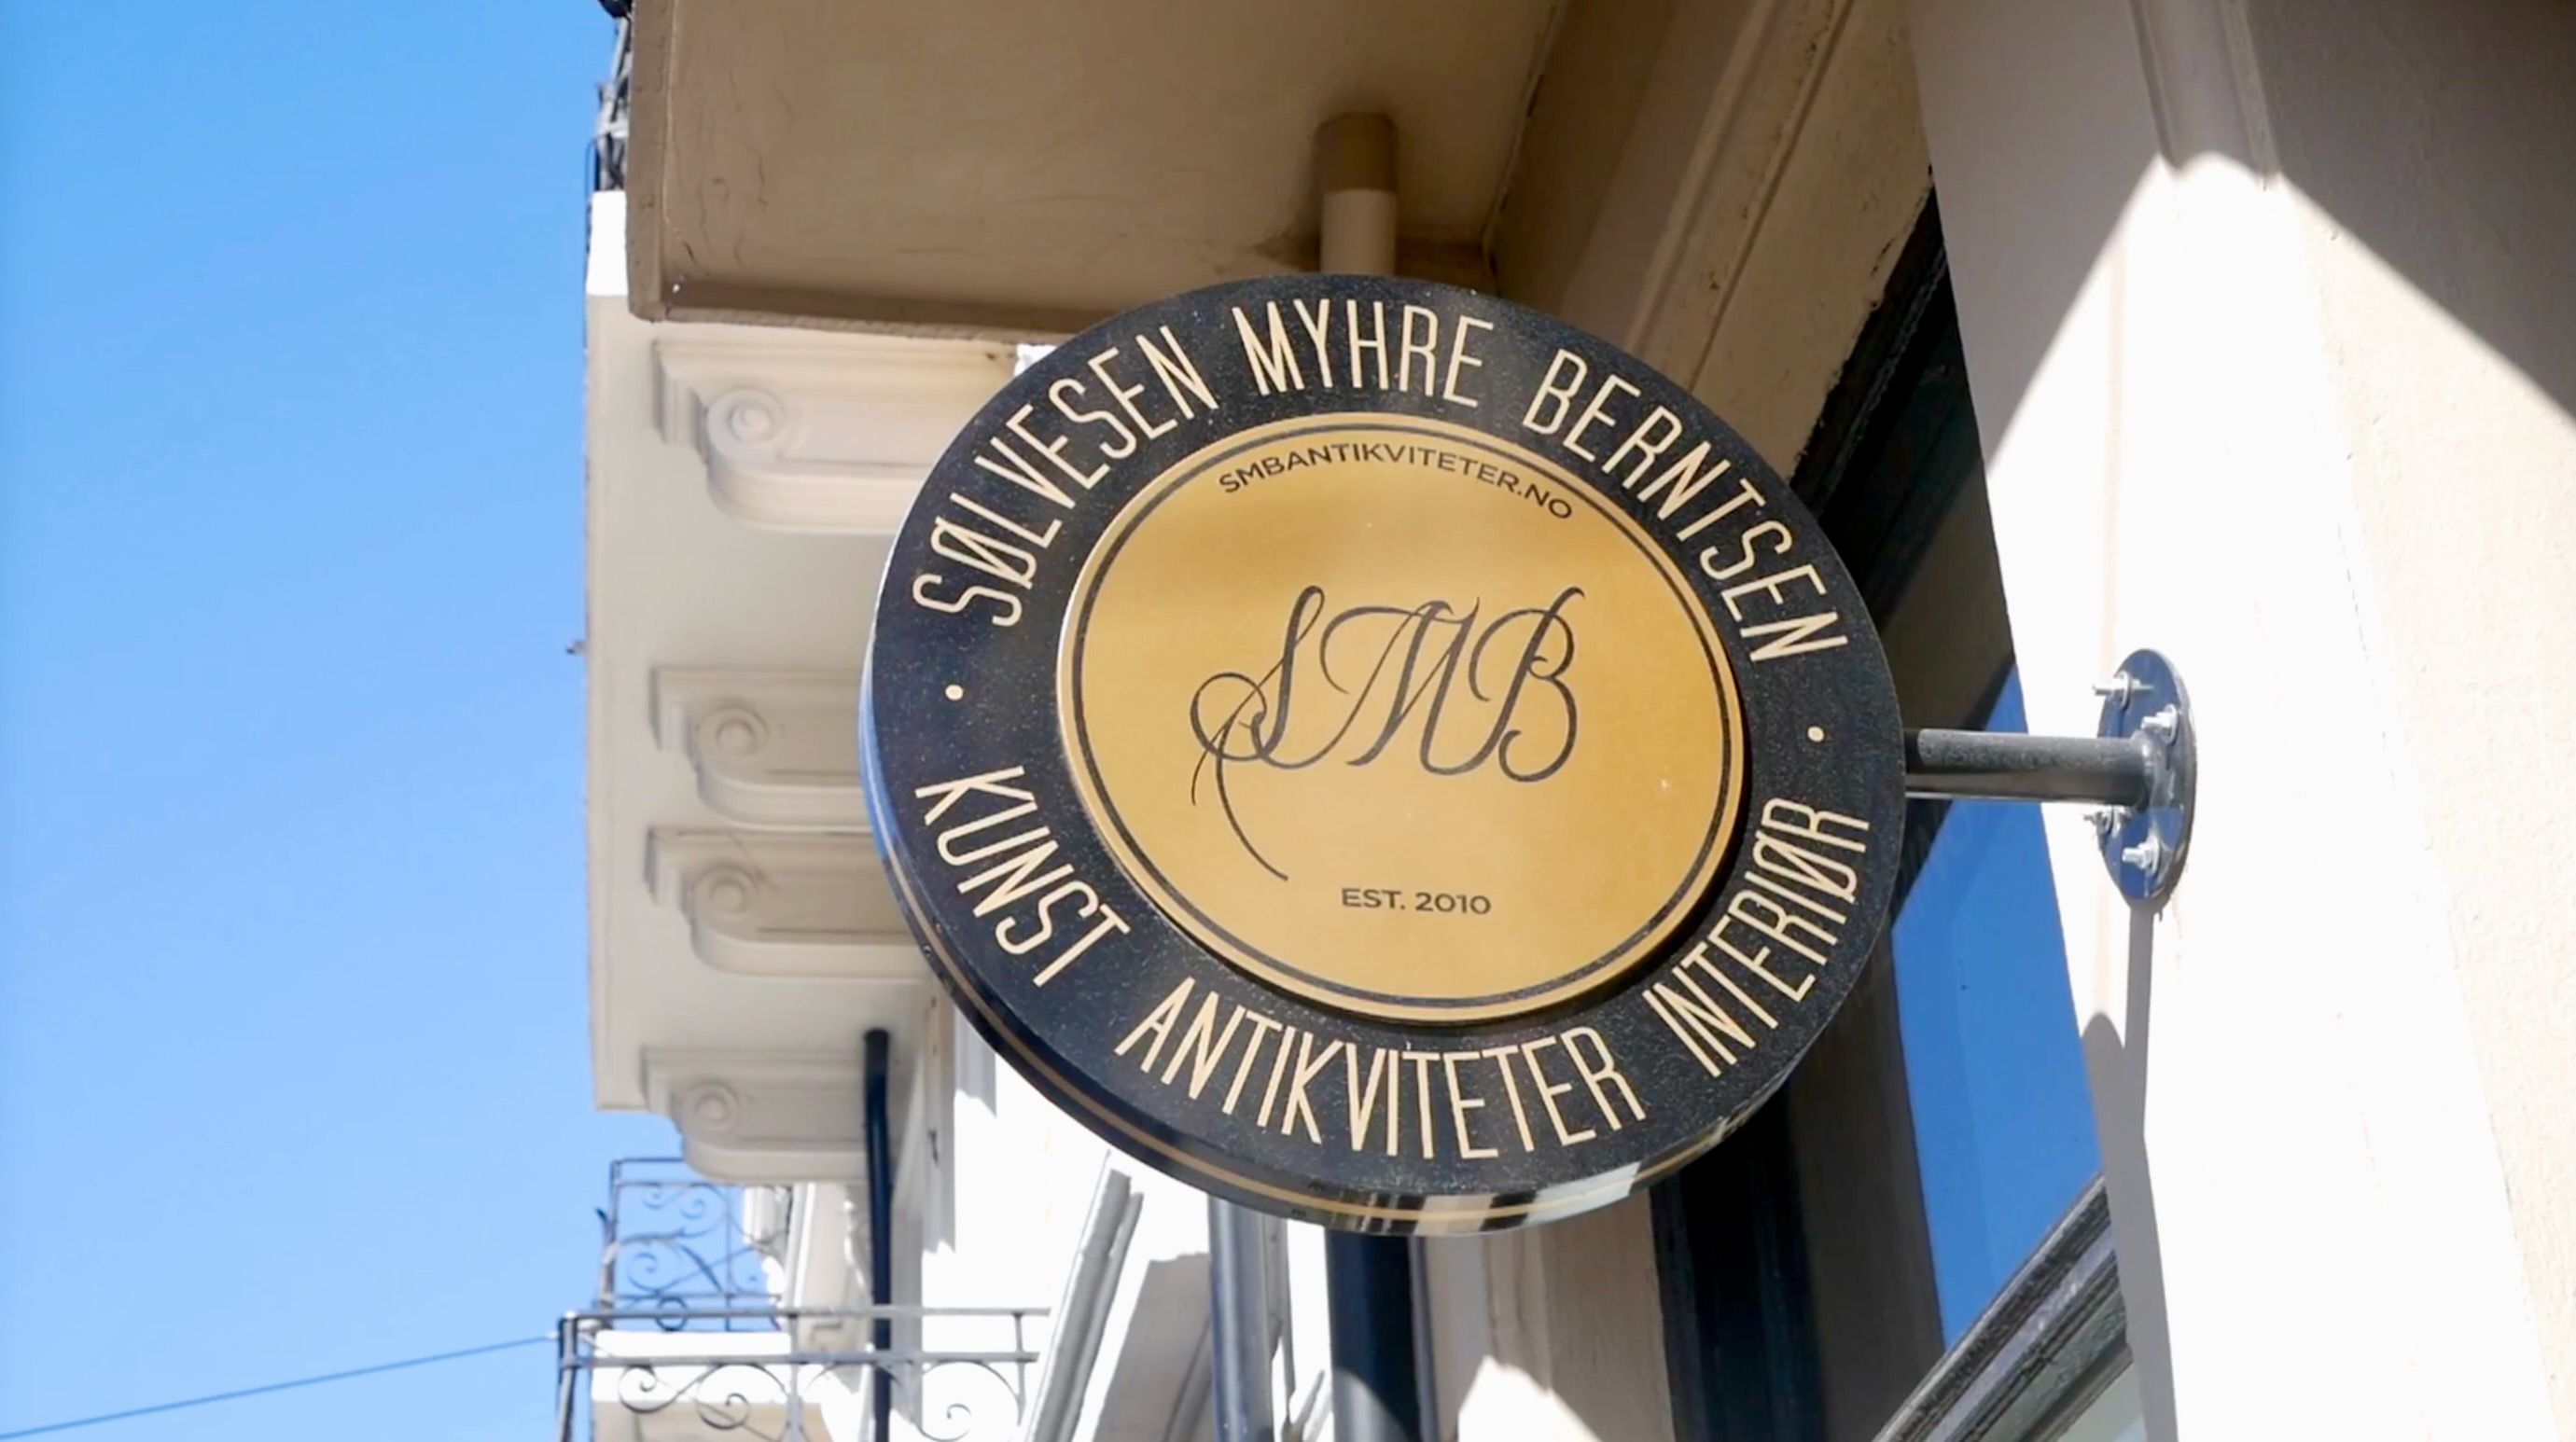 SØLVESEN MYHRE BERNTSEN
SMBANTIKVITETER.NO
SMB
EST. 2010
KUNST ANTIKVITETER INTERIØR